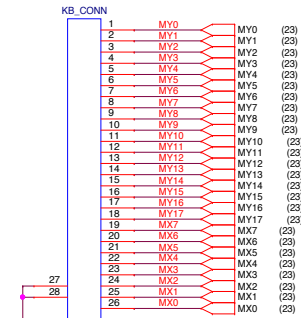 KB_CONN
1 MY0 MY0 (23)
2 MY1 MY1 (23)
3 MY2 MY2 (23)
4 MY3 MY3 (23)
5 MY4 MY4 (23)
6 MY5 MY5 (23)
7 MY6 MY6 (23)
8 MY7 MY7 (23)
9 MY8 MY8 (23)
10 MY9 MY9 (23)
11 MY10 MY10 (23)
12 MY11 MY11 (23)
13 MY12 MY12 (23)
14 MY13 MY13 (23)
15 MY14 MY14 (23)
16 MY15 MY15 (23)
17 MY16 MY16 (23)
18 MY17 MY17 (23)
19 MX7 MX7 (23)
20 MX6 MX6 (23)
21 MX5 MX5 (23)
22 MX4 MX4 (23)
23 MX3 MX3 (23)
24 MX2 MX2 (23)
25 MX1 MX1 (23)
26 MX0 MX0 (23)
27
28